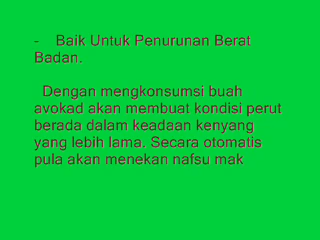 -    Baik Untuk Penurunan Berat
Badan.
Dengan mengkonsumsi buah
avokad akan membuat kondisi perut
berada dalam keadaan kenyang
yang lebih lama. Secara otomatis
pula akan menekan nafsu mak